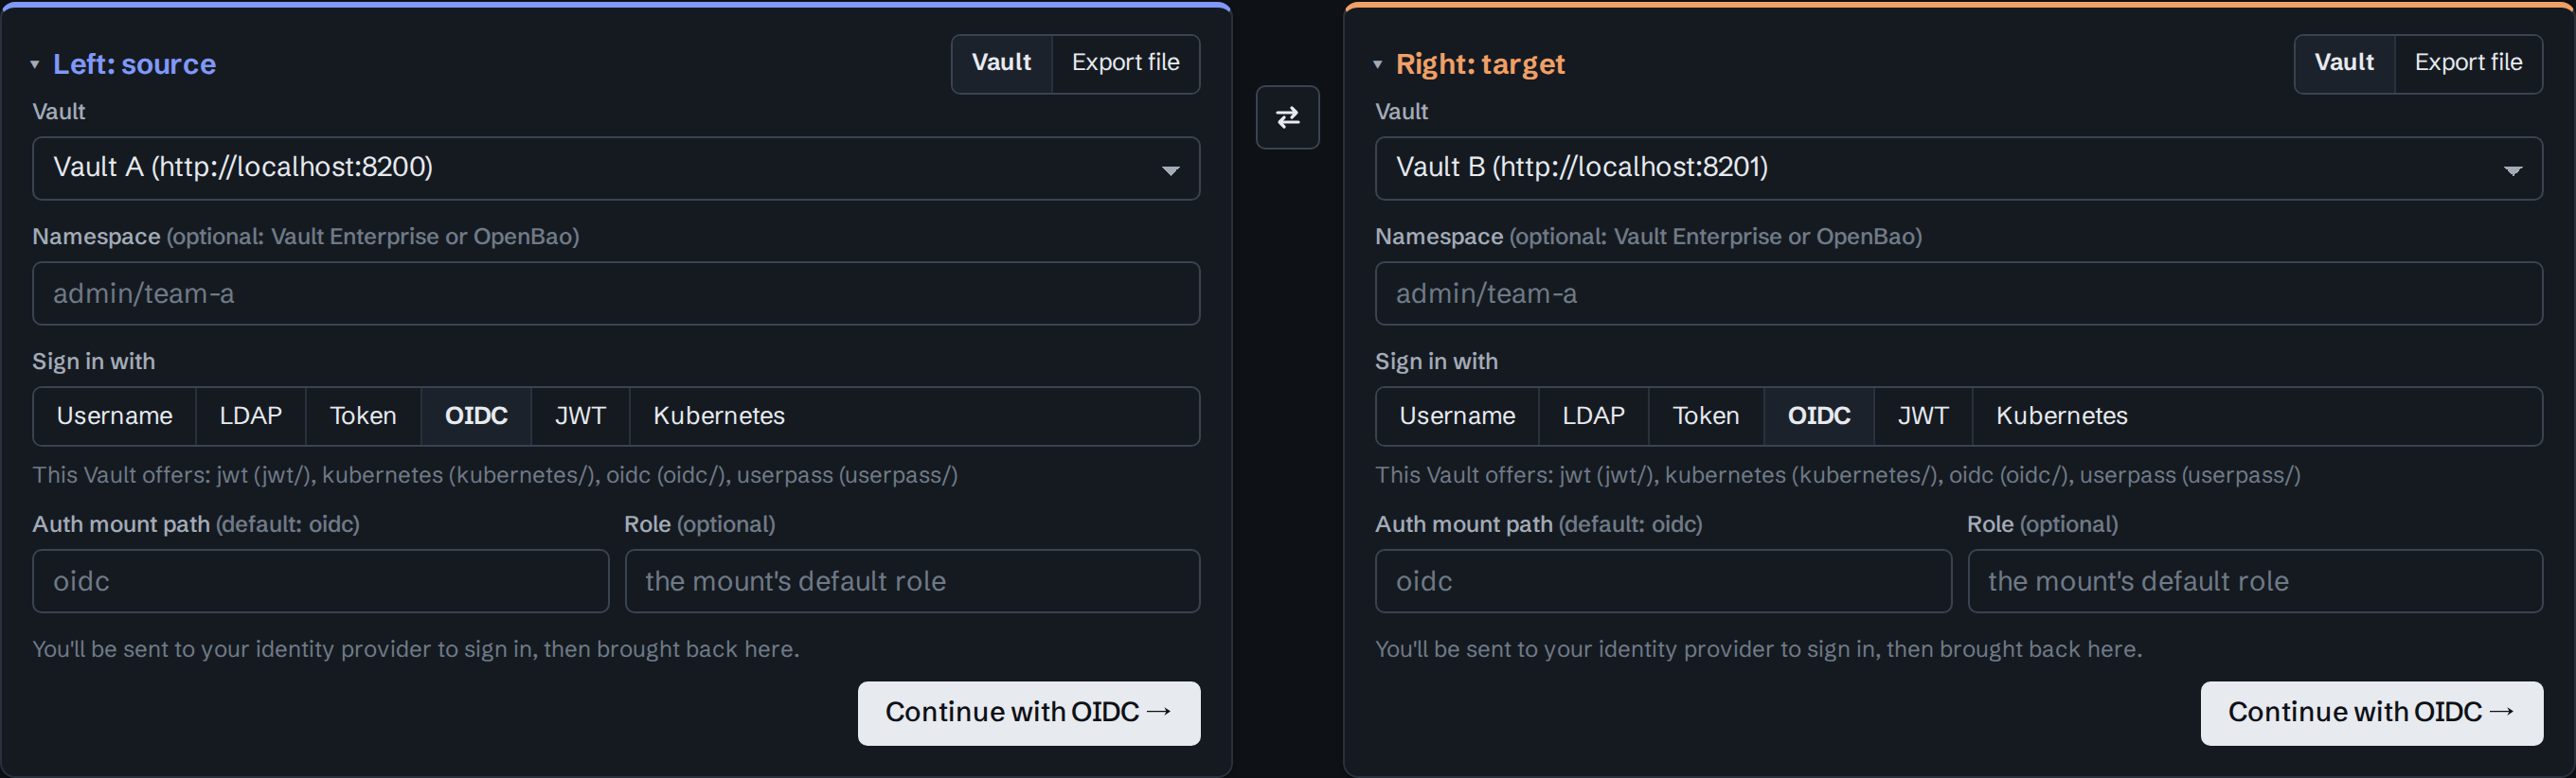 Left: source
Vault Export file
Vault
Vault A (http://localhost:8200)
Namespace (optional: Vault Enterprise or OpenBao)
admin/team-a
Sign in with
Username LDAP Token OIDC JWT Kubernetes
This Vault offers: jwt (jwt/), kubernetes (kubernetes/), oidc (oidc/), userpass (userpass/)
Auth mount path (default: oidc) Role (optional)
oidc the mount's default role
You'll be sent to your identity provider to sign in, then brought back here.
Continue with OIDC →
⇄
Right: target
Vault Export file
Vault
Vault B (http://localhost:8201)
Namespace (optional: Vault Enterprise or OpenBao)
admin/team-a
Sign in with
Username LDAP Token OIDC JWT Kubernetes
This Vault offers: jwt (jwt/), kubernetes (kubernetes/), oidc (oidc/), userpass (userpass/)
Auth mount path (default: oidc) Role (optional)
oidc the mount's default role
You'll be sent to your identity provider to sign in, then brought back here.
Continue with OIDC →